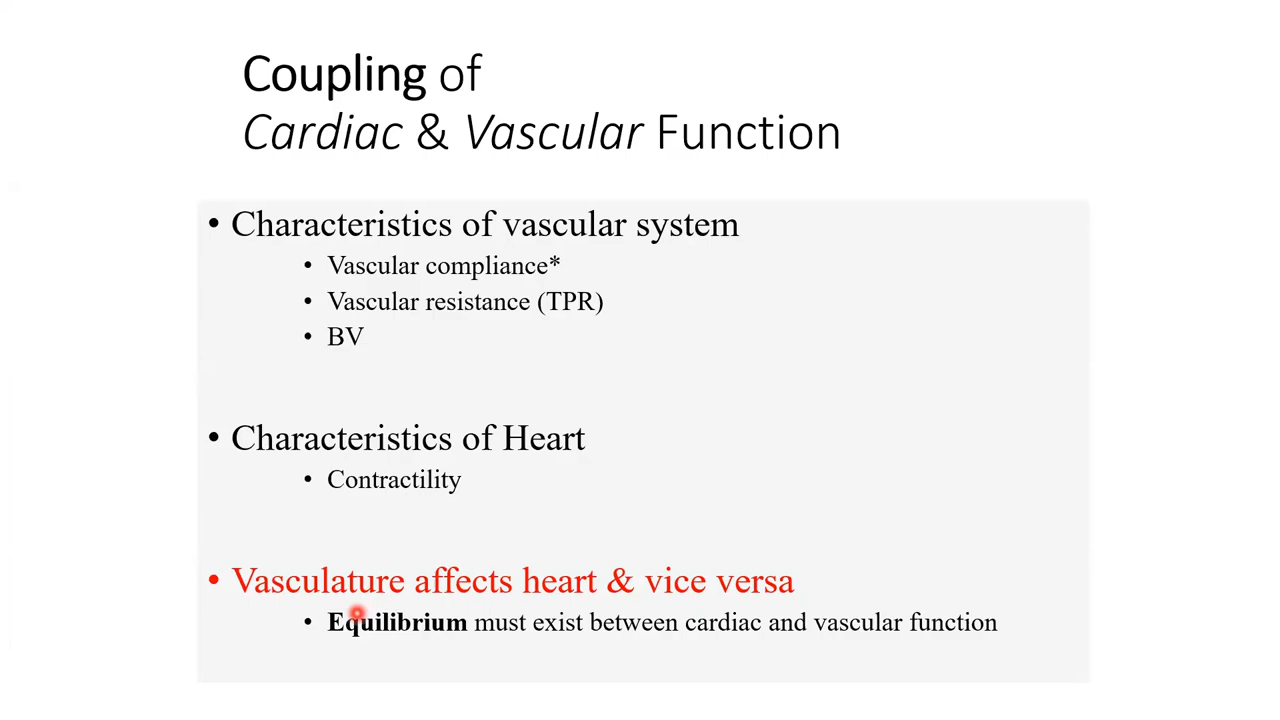 Coupling of
Cardiac & Vascular Function
• Characteristics of vascular system
• Vascular compliance*
• Vascular resistance (TPR)
• BV
• Characteristics of Heart
• Contractility
• Vasculature affects heart & vice versa
• Equilibrium must exist between cardiac and vascular function